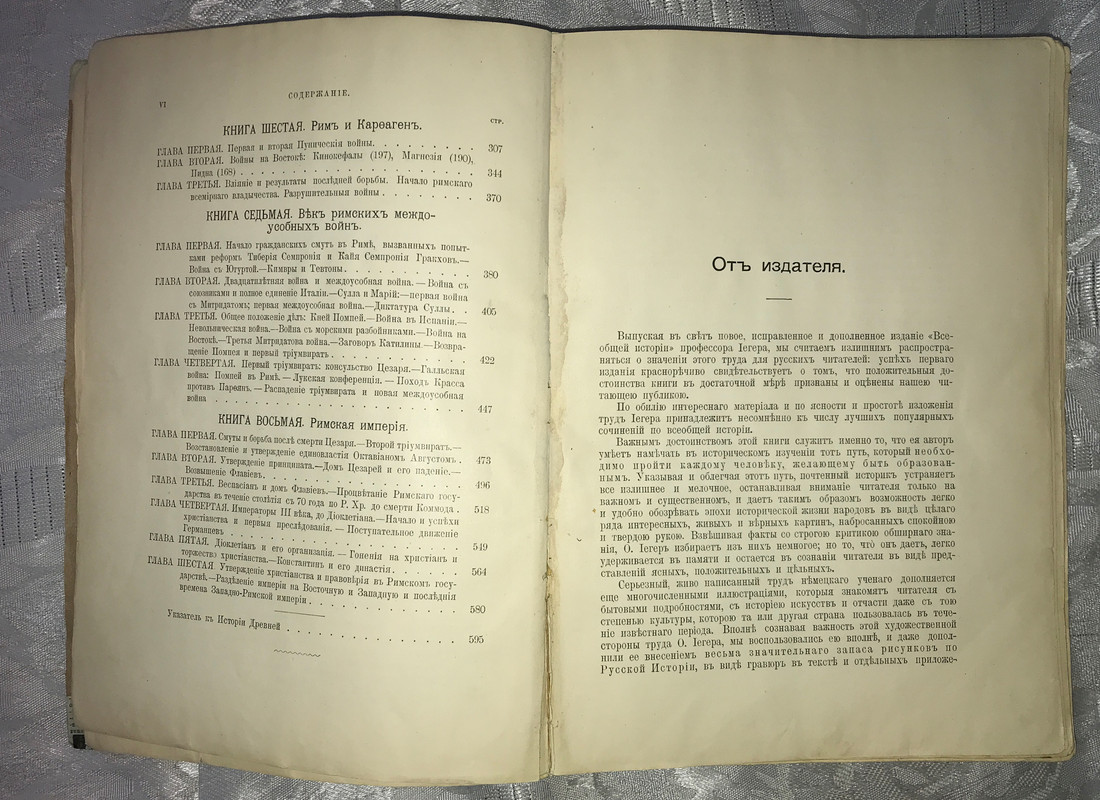 VI
СОДЕРЖАНІЕ.
СТР.
КНИГА ШЕСТАЯ. Римъ и Карѳагенъ.
ГЛАВА ПЕРВАЯ. Первая и вторая Пуническія войны. . . . . . . . . 307
ГЛАВА ВТОРАЯ. Войны на Востокѣ: Кинокефалы (197), Магнезія (190),
Пидна (168) . . . . . . . . . . . . . . . . . . . . 344
ГЛАВА ТРЕТЬЯ. Вліяніе и результаты послѣдней борьбы. Начало римскаго
всемірнаго владычества. Разрушительныя войны . . . . . . . . 370
КНИГА СЕДЬМАЯ. Вѣкъ римскихъ междо-
усобныхъ войнъ.
ГЛАВА ПЕРВАЯ. Начало гражданскихъ смутъ въ Римѣ, вызванныхъ попыт-
ками реформъ Тиберія Семпронія и Кайя Семпронія Гракховъ.—
Война съ Югуртой.—Кимвры и Тевтоны. . . . . . . . . . . 380
ГЛАВА ВТОРАЯ. Двадцатилѣтняя война и междоусобная война. — Война съ
союзниками и полное единеніе Италіи.—Сулла и Марій:—первая война
съ Митридатомъ; первая междоусобная война.—Диктатура Суллы. . 405
ГЛАВА ТРЕТЬЯ. Общее положеніе дѣлъ: Кней Помпей.—Война въ Испаніи.—
Невольническая война.—Война съ морскими разбойниками.—Война на
Востокѣ.—Третья Митридатова война.—Заговоръ Катилины. —Возвра-
щеніе Помпея и первый тріумвиратъ . . . . . . . . . . . 422
ГЛАВА ЧЕТВЕРТАЯ. Первый тріумвиратъ: консульство Цезаря.—Галльская
война: Помпей въ Римѣ. — Лукская конференція. — Походъ Красса
противъ Парѳянъ. — Распаденіе тріумвирата и новая междоусобная
война . . . . . . . . . . . . . . . . . . . . 447
КНИГА ВОСЬМАЯ. Римская имперія.
ГЛАВА ПЕРВАЯ. Смуты и борьба послѣ смерти Цезаря.—Второй тріумвиратъ.—
Возстановленіе и утвержденіе единовластія Октавіаномъ Августомъ. . 473
ГЛАВА ВТОРАЯ. Утвержденіе принципата.—Домъ Цезарей и его паденіе.—
Возвышеніе Флавіевъ. . . . . . . . . . . . . . . . 496
ГЛАВА ТРЕТЬЯ. Веспасіанъ и домъ Флавіевъ.—Процвѣтаніе Римскаго госу-
дарства въ теченіе столѣтія съ 70 года по Р. Хр. до смерти Коммода. . 518
ГЛАВА ЧЕТВЕРТАЯ. Императоры III вѣка, до Діоклетіана.—Начало и успѣхи
христіанства и первыя преслѣдованія. — Поступательное движеніе
Германцевъ . . . . . . . . . . . . . . . . . . 549
ГЛАВА ПЯТАЯ. Діоклетіанъ и его организація. — Гоненія на христіанъ и
торжество христіанства.—Константинъ и его династія. . . . . . . 564
ГЛАВА ШЕСТАЯ Утвержденіе христіанства и правовѣрія въ Римскомъ госу-
дарствѣ.—Раздѣленіе имперіи на Восточную и Западную и послѣднія
времена Западно-Римской имперіи . . . . . . . . . . . . 580
Указатель къ Исторіи Древней . . . . . . . . . . . . . . 595
Отъ издателя.
Выпуская въ свѣтъ новое, исправленное и дополненное изданіе «Все-
общей исторіи» профессора Іегера, мы считаемъ излишнимъ распростра-
няться о значеніи этого труда для русскихъ читателей: успѣхъ перваго
изданія краснорѣчиво свидѣтельствуетъ о томъ, что положительныя до-
стоинства книги въ достаточной мѣрѣ признаны и оцѣнены нашею чи-
тающею публикою.
По обилію интереснаго матеріала и по ясности и простотѣ изложенія
трудъ Іегера принадлежитъ несомнѣнно къ числу лучшихъ популярныхъ
сочиненій по всеобщей исторіи.
Важнымъ достоинствомъ этой книги служитъ именно то, что ея авторъ
умѣетъ намѣчать въ историческомъ изученіи тотъ путь, который необхо-
димо пройти каждому человѣку, желающему быть образован-
нымъ. Указывая и облегчая этотъ путь, почтенный историкъ устраняетъ
все излишнее и мелочное, останавливая вниманіе читателя только на
важномъ и существенномъ, и даетъ такимъ образомъ возможность легко
и удобно обозрѣвать эпохи исторической жизни народовъ въ видѣ цѣлаго
ряда интересныхъ, живыхъ и вѣрныхъ картинъ, набросанныхъ спокойною
и твердою рукою. Взвѣшивая факты со строгою критикою обширнаго зна-
нія, О. Іегеръ избираетъ изъ нихъ немногое; но то, что онъ даетъ, легко
удерживается въ памяти и остается въ сознаніи читателя въ видѣ пред-
ставленій ясныхъ, положительныхъ и цѣльныхъ.
Серьезный, живо написанный трудъ нѣмецкаго ученаго дополняется
еще многочисленными иллюстраціями, которыя знакомятъ читателя съ
бытовыми подробностями, съ исторіею искусствъ и отчасти даже съ тою
степенью культуры, которою та или другая страна пользовалась въ тече-
ніе извѣстнаго періода. Вполнѣ сознавая важность этой художественной
стороны труда О. Іегера, мы воспользовались ею вполнѣ, и даже допол-
нили ее внесеніемъ весьма значительнаго запаса рисунковъ по
Русской Исторіи, въ видѣ гравюръ въ текстѣ и отдѣльныхъ приложе-